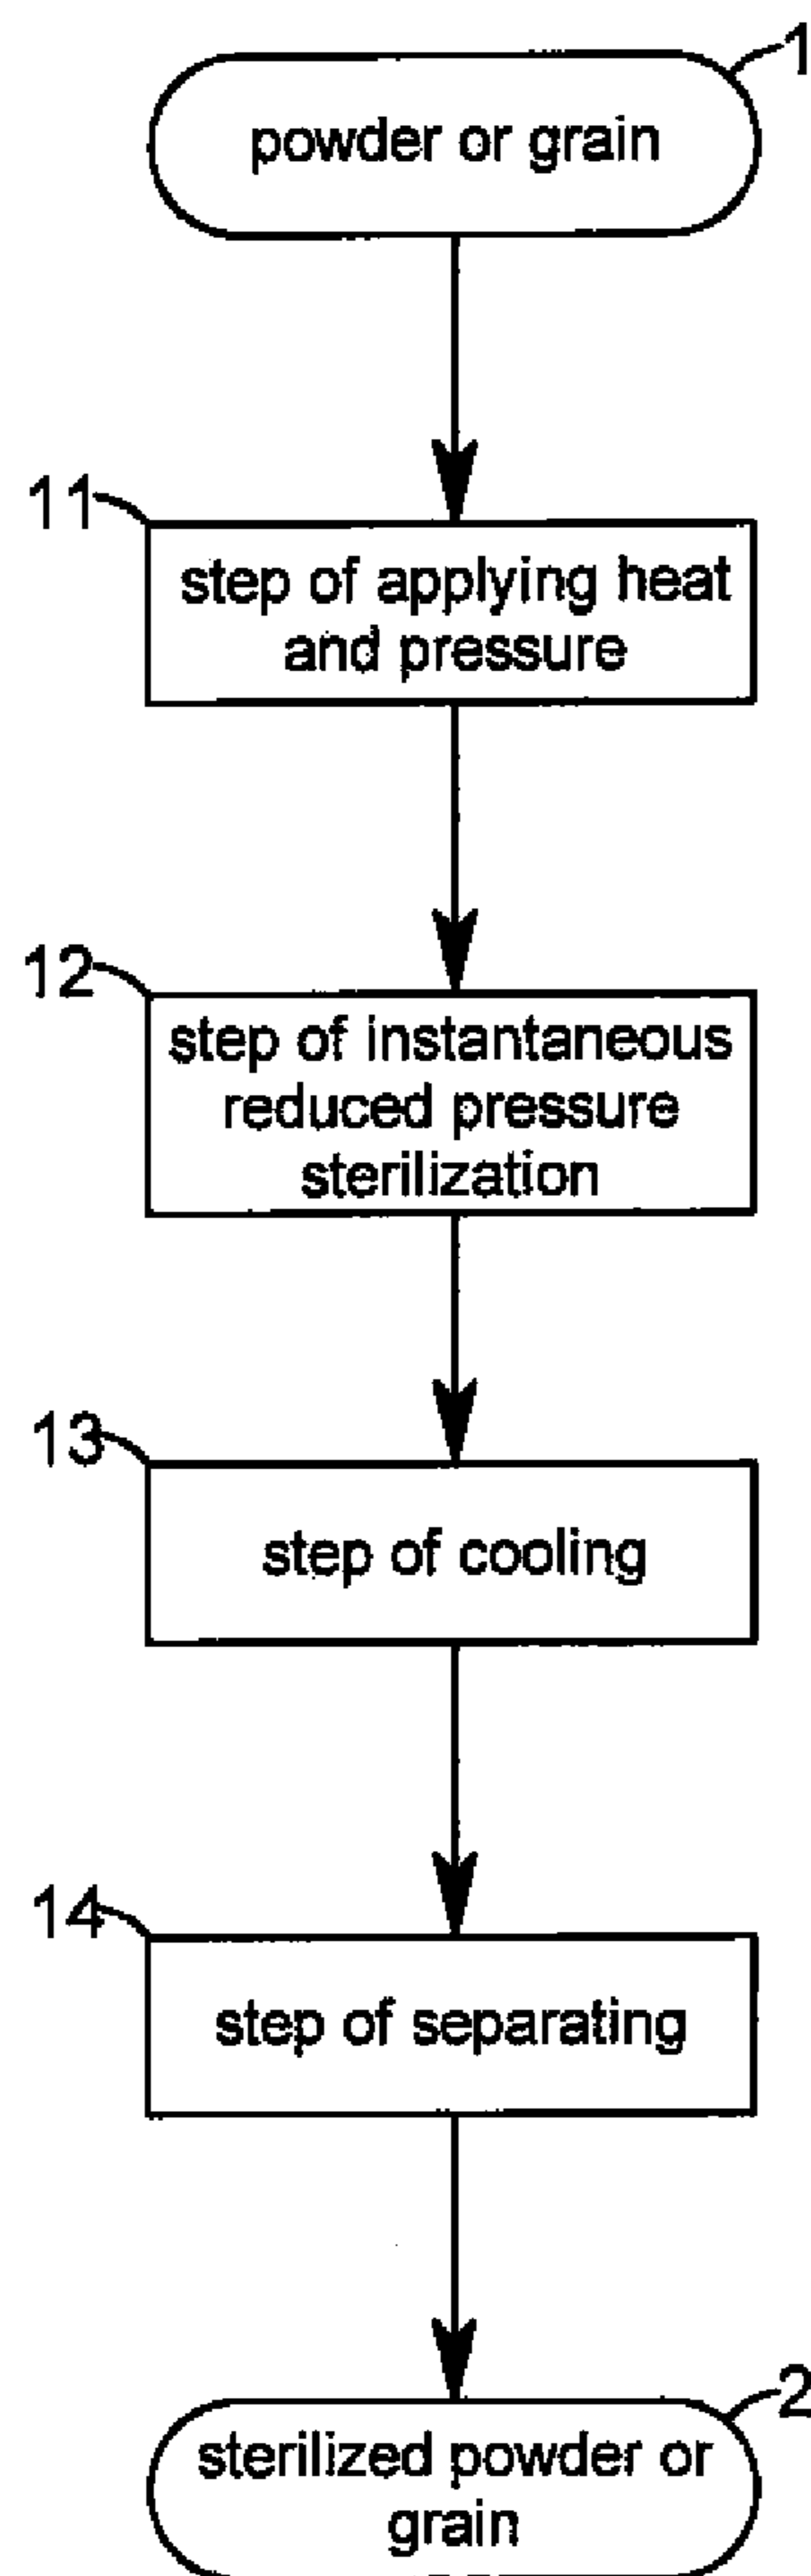 1
powder or grain
11
step of applying heat
and pressure
12
step of instantaneous
reduced pressure
sterilization
13
step of cooling
14
step of separating
2
sterilized powder or
grain